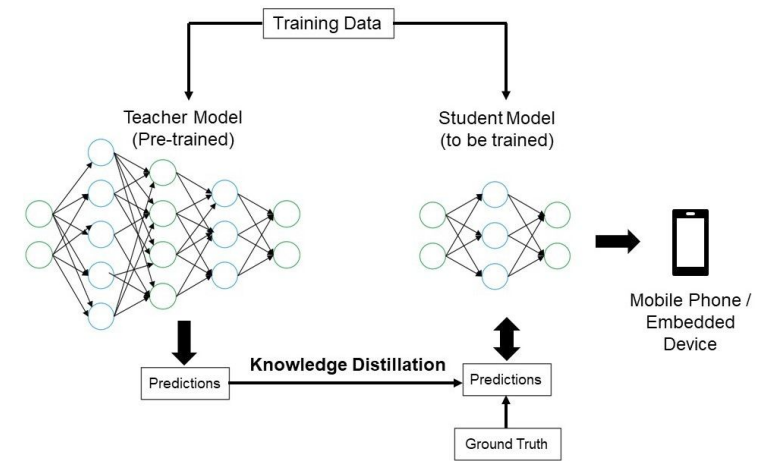 Training Data
Teacher Model
(Pre-trained)
Student Model
(to be trained)
Mobile Phone /
Embedded
Device
Knowledge Distillation
Predictions
Predictions
Ground Truth